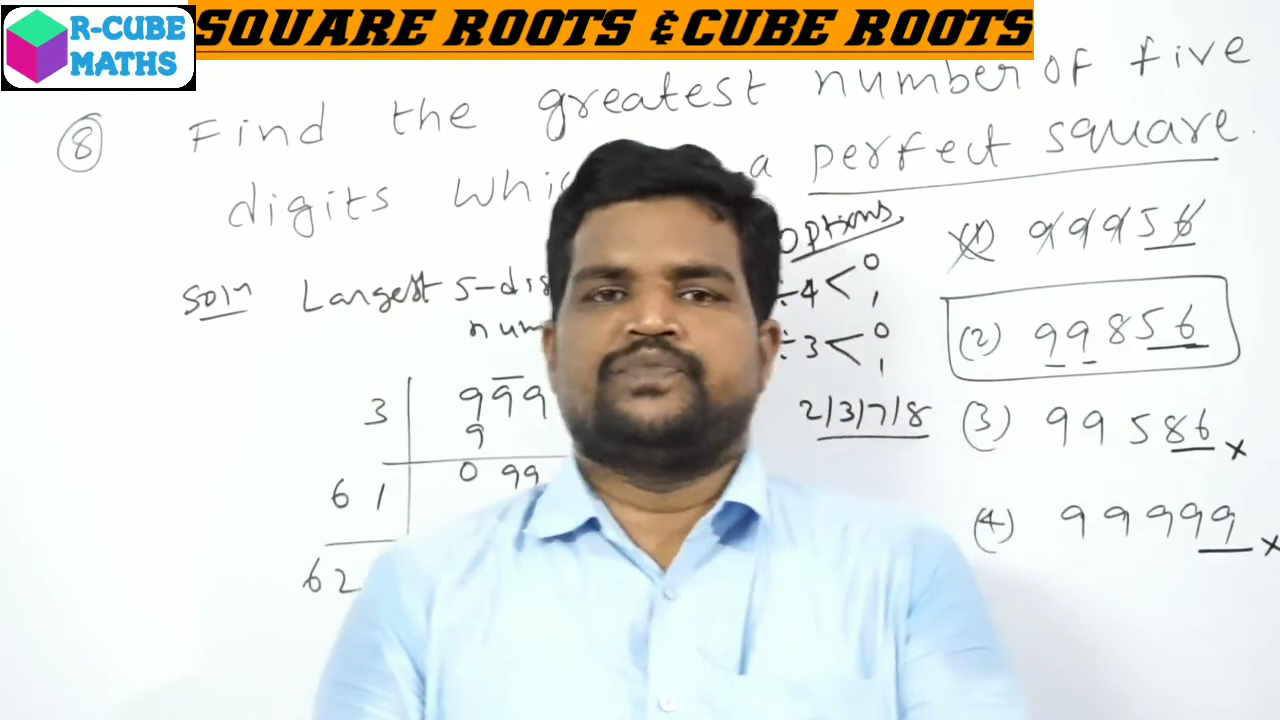 R-CUBE
MATHS
SQUARE ROOTS & CUBE ROOTS
(8) Find the greatest number of five
digits whi a perfect square.
Soln Largest 5-di
num
Options
÷4 < 0
1
÷3 < 0
1
2/3/7/8
(1) 99956
(2) 99856
(3) 99586 x
(4) 99999 x
3 999
9
61 0 99
62